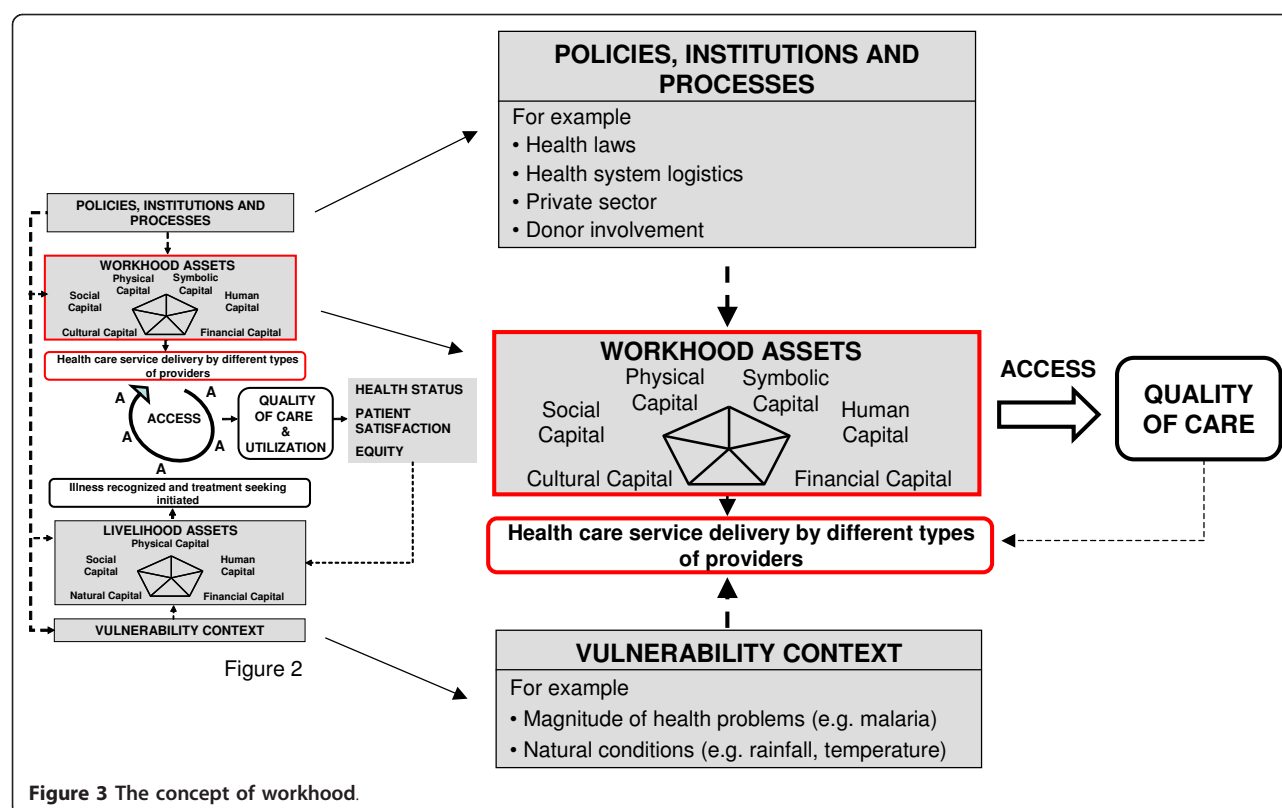 POLICIES, INSTITUTIONS AND
PROCESSES
WORKHOOD ASSETS
Physical Capital
Symbolic Capital
Social Capital
Human Capital
Cultural Capital
Financial Capital
Health care service delivery by different types
of providers
A
A
A
A
A
ACCESS
QUALITY
OF CARE
&
UTILIZATION
HEALTH STATUS
PATIENT
SATISFACTION
EQUITY
Illness recognized and treatment seeking
initiated
LIVELIHOOD ASSETS
Physical Capital
Social Capital
Human Capital
Natural Capital
Financial Capital
VULNERABILITY CONTEXT
Figure 2
POLICIES, INSTITUTIONS AND
PROCESSES
For example
• Health laws
• Health system logistics
• Private sector
• Donor involvement
WORKHOOD ASSETS
Physical
Capital
Symbolic
Capital
Social
Capital
Human
Capital
Cultural Capital
Financial Capital
ACCESS
QUALITY
OF CARE
Health care service delivery by different types
of providers
VULNERABILITY CONTEXT
For example
• Magnitude of health problems (e.g. malaria)
• Natural conditions (e.g. rainfall, temperature)
Figure 3 The concept of workhood.